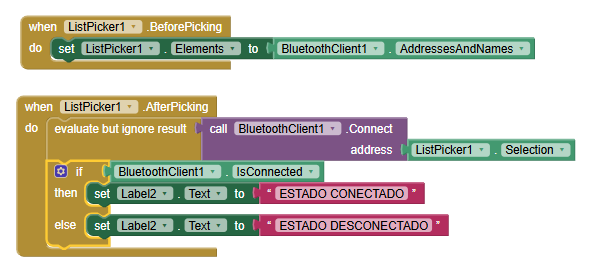 when ListPicker1 .BeforePicking
do set ListPicker1 . Elements to BluetoothClient1 . AddressesAndNames
when ListPicker1 .AfterPicking
do evaluate but ignore result call BluetoothClient1 .Connect
address ListPicker1 . Selection
if BluetoothClient1 . IsConnected
then set Label2 . Text to “ ESTADO CONECTADO ”
else set Label2 . Text to “ ESTADO DESCONECTADO ”